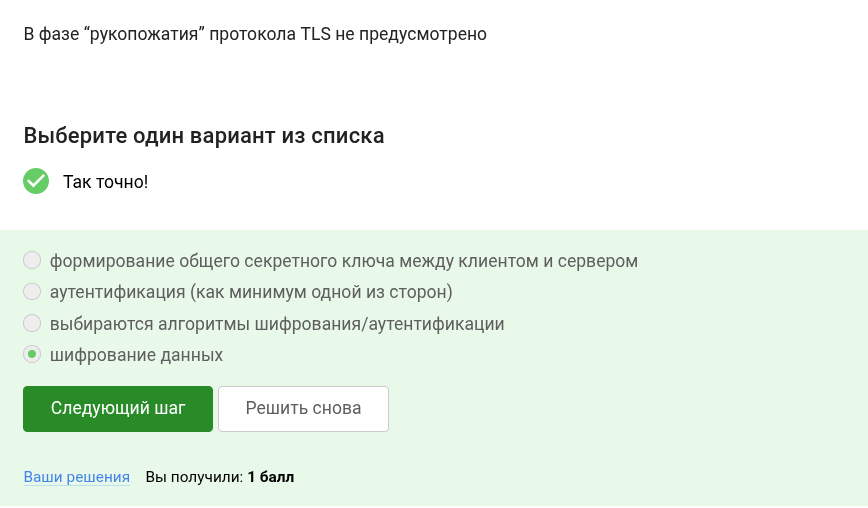 В фазе “рукопожатия” протокола TLS не предусмотрено
Выберите один вариант из списка
Так точно!
формирование общего секретного ключа между клиентом и сервером
аутентификация (как минимум одной из сторон)
выбираются алгоритмы шифрования/аутентификации
шифрование данных
Следующий шаг Решить снова
Ваши решения Вы получили: 1 балл